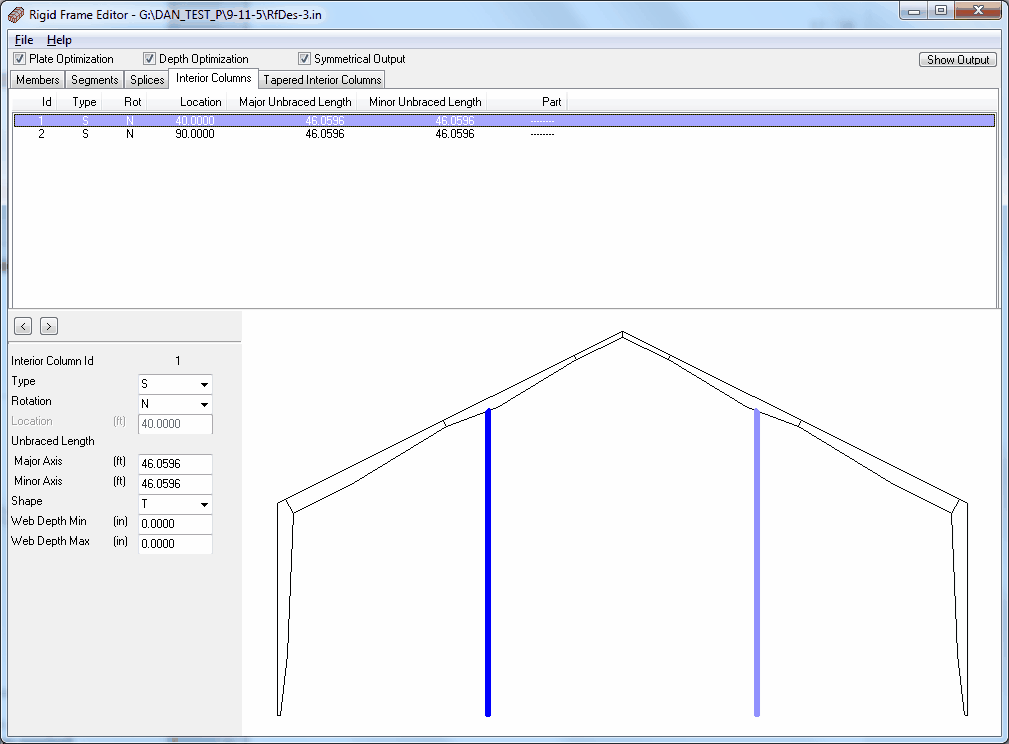 Rigid Frame Editor - G:\DAN_TEST_P\9-11-5\RfDes-3.in
File Help
Plate Optimization Depth Optimization Symmetrical Output Show Output
Members Segments Splices Interior Columns Tapered Interior Columns
Id Type Rot Location Major Unbraced Length Minor Unbraced Length Part
1 S N 40.0000 46.0596 46.0596 --------
2 S N 90.0000 46.0596 46.0596 --------
< >
Interior Column Id 1
Type S
Rotation N
Location (ft) 40.0000
Unbraced Length
Major Axis (ft) 46.0596
Minor Axis (ft) 46.0596
Shape T
Web Depth Min (in) 0.0000
Web Depth Max (in) 0.0000